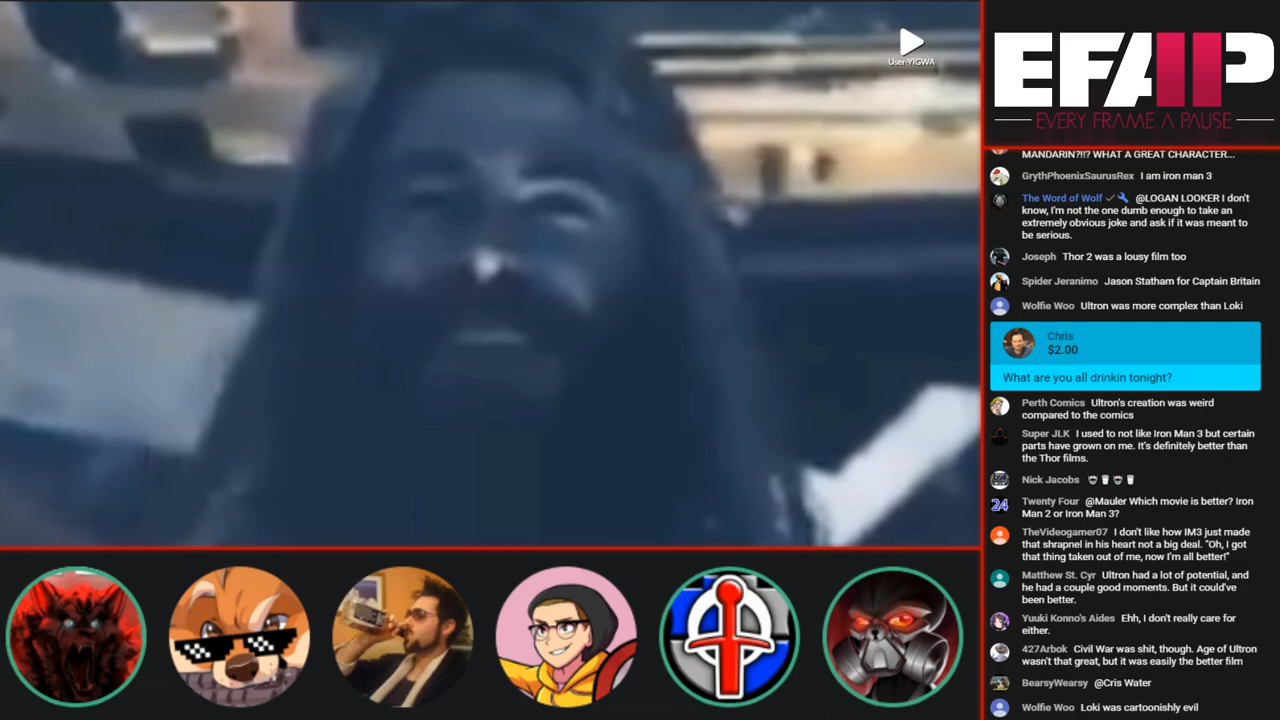 User-YIGWA
EFAP
EVERY FRAME A PAUSE
MANDARIN?!!? WHAT A GREAT CHARACTER...
GrythPhoenixSaurusRex I am iron man 3
The Word of Wolf @LOGAN LOOKER I don't
know, I'm not the one dumb enough to take an
extremely obvious joke and ask if it was meant to
be serious.
Joseph Thor 2 was a lousy film too
Spider Jeranimo Jason Statham for Captain Britain
Wolfie Woo Ultron was more complex than Loki
Chris
$2.00
What are you all drinkin tonight?
Perth Comics Ultron's creation was weird
compared to the comics
Super JLK I used to not like Iron Man 3 but certain
parts have grown on me. It's definitely better than
the Thor films.
Nick Jacobs
24
Twenty Four @Mauler Which movie is better? Iron
Man 2 or Iron Man 3?
TheVideogamer07 I don't like how IM3 just made
that shrapnel in his heart not a big deal. "Oh, I got
that thing taken out of me, now I'm all better!"
Matthew St. Cyr Ultron had a lot of potential, and
he had a couple good moments. But it could've
been better.
Yuuki Konno's Aides Ehh, I don't really care for
either.
427Arbok Civil War was shit, though. Age of Ultron
wasn't that great, but it was easily the better film
BearsyWearsy @Cris Water
Wolfie Woo Loki was cartoonishly evil